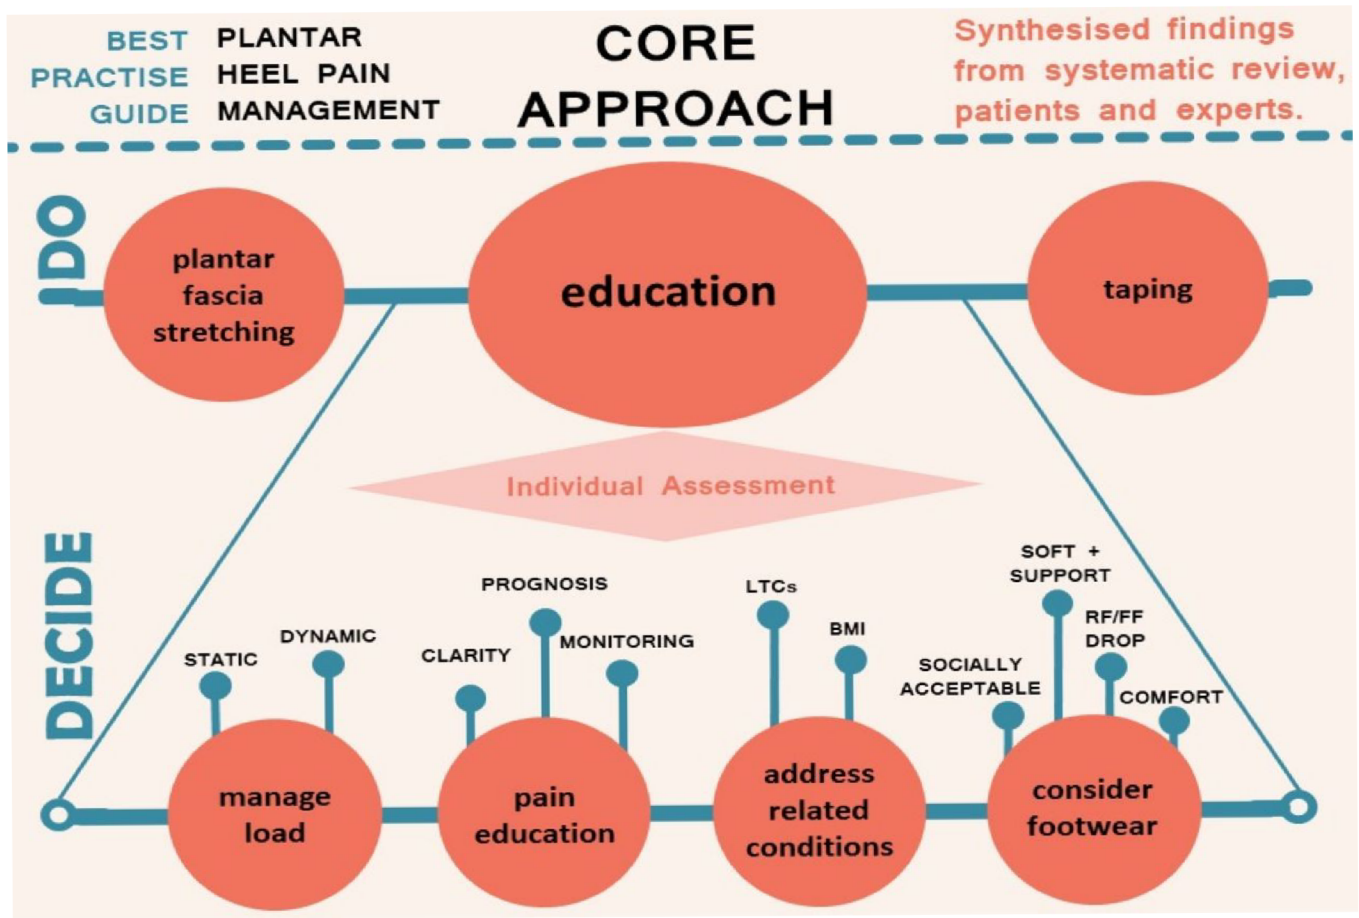 BEST
PRACTISE
GUIDE
PLANTAR
HEEL PAIN
MANAGEMENT
CORE
APPROACH
Synthesised findings
from systematic review,
patients and experts.
DO
plantar
fascia
stretching
education
taping
Individual Assessment
DECIDE
STATIC
DYNAMIC
CLARITY
PROGNOSIS
MONITORING
LTCs
BMI
SOCIALLY
ACCEPTABLE
SOFT +
SUPPORT
RF/FF
DROP
COMFORT
manage
load
pain
education
address
related
conditions
consider
footwear